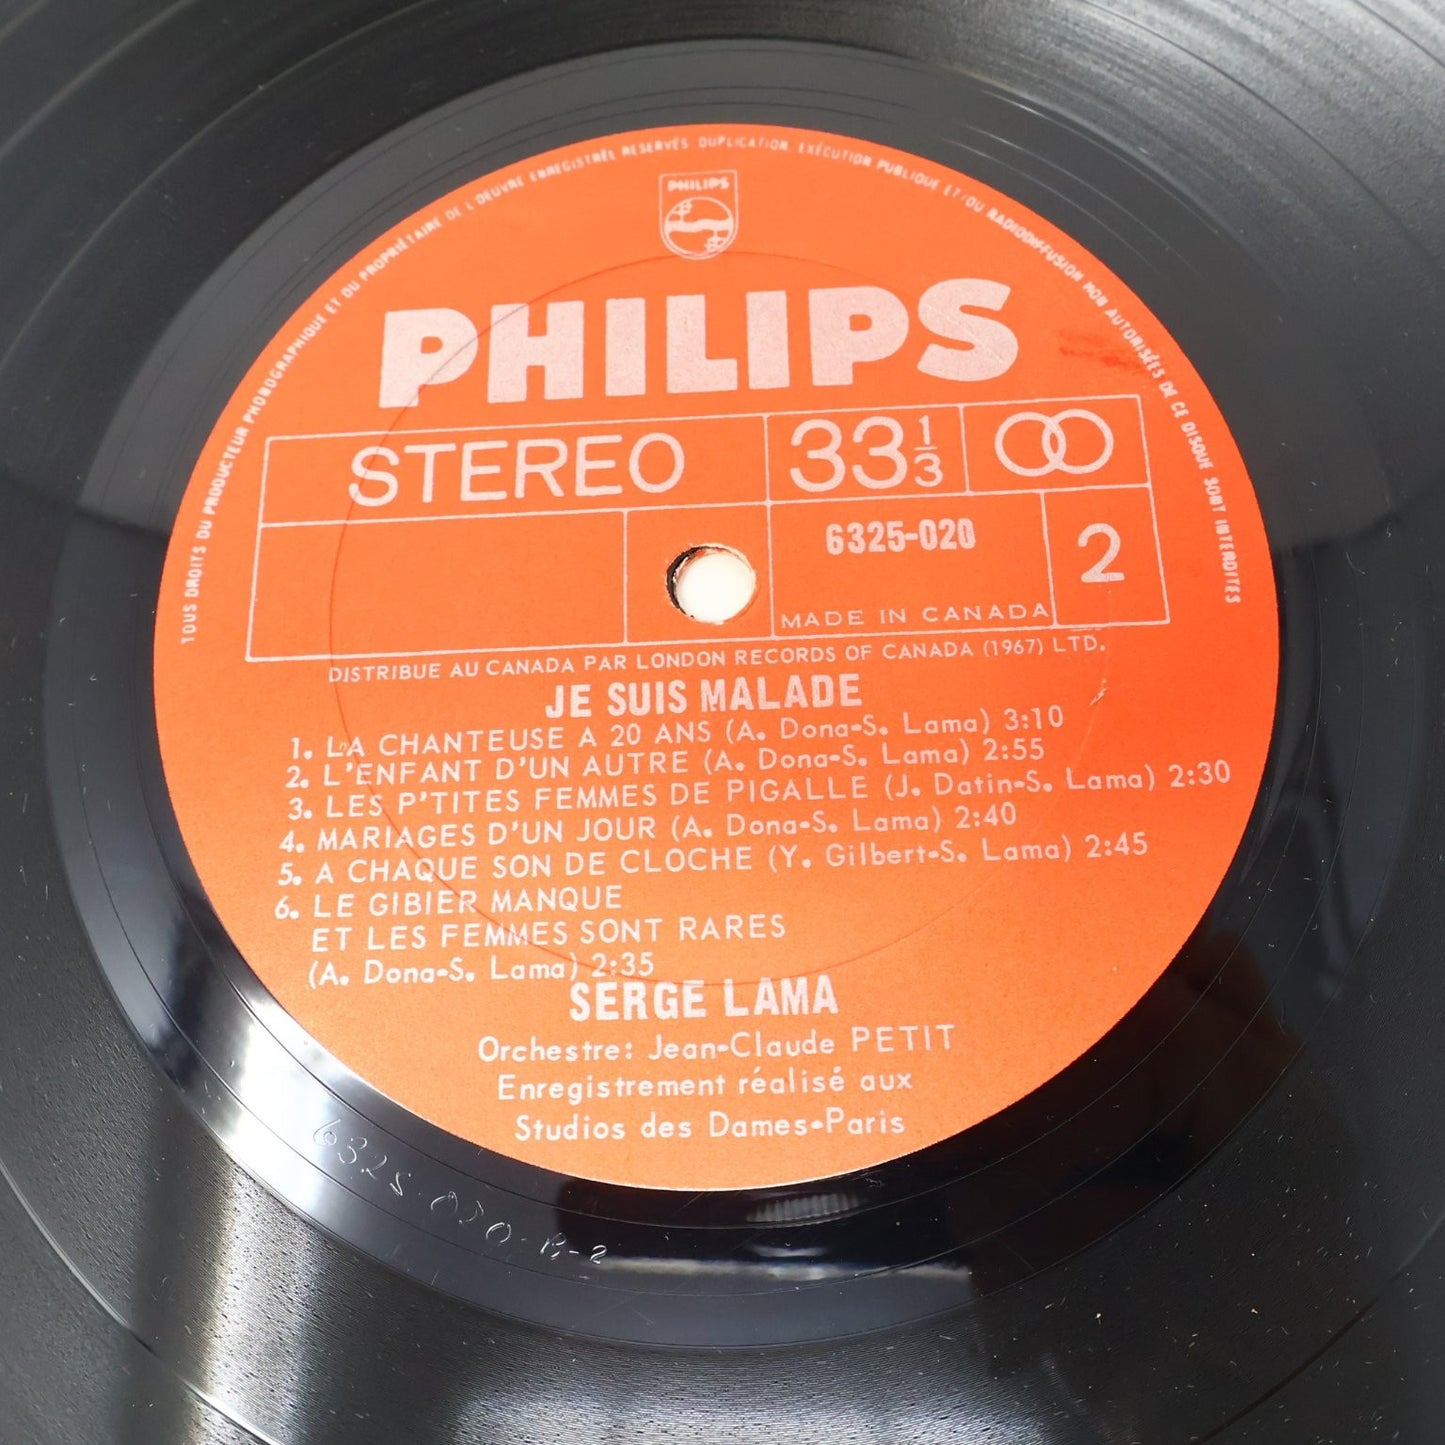 TOUS DROITS DU PRODUCTEUR PHONOGRAPHIQUE ET DU PROPRIÉTAIRE DE L'OEUVRE ENREGISTRÉE RESERVÉS DUPLICATION EXÉCUTION PUBLIQUE ET/OU RADIODIFFUSION NON AUTORISÉES DE CE DISQUE SONT INTERDITES
PHILIPS
PHILIPS
STEREO
33 1/3
6325-020
2
MADE IN CANADA
DISTRIBUE AU CANADA PAR LONDON RECORDS OF CANADA (1967) LTD.
JE SUIS MALADE
1. LA CHANTEUSE A 20 ANS (A. Dona-S. Lama) 3:10
2. L'ENFANT D'UN AUTRE (A. Dona-S. Lama) 2:55
3. LES P'TITES FEMMES DE PIGALLE (J. Datin-S. Lama) 2:30
4. MARIAGES D'UN JOUR (A. Dona-S. Lama) 2:40
5. A CHAQUE SON DE CLOCHE (Y. Gilbert-S. Lama) 2:45
6. LE GIBIER MANQUE
ET LES FEMMES SONT RARES
(A. Dona-S. Lama) 2:35
SERGE LAMA
Orchestre: Jean-Claude PETIT
Enregistrement réalisé aux
Studios des Dames-Paris
6325-020-B-2